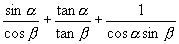 sin α / cos β + tan α / tan β + 1 / cos α sin β